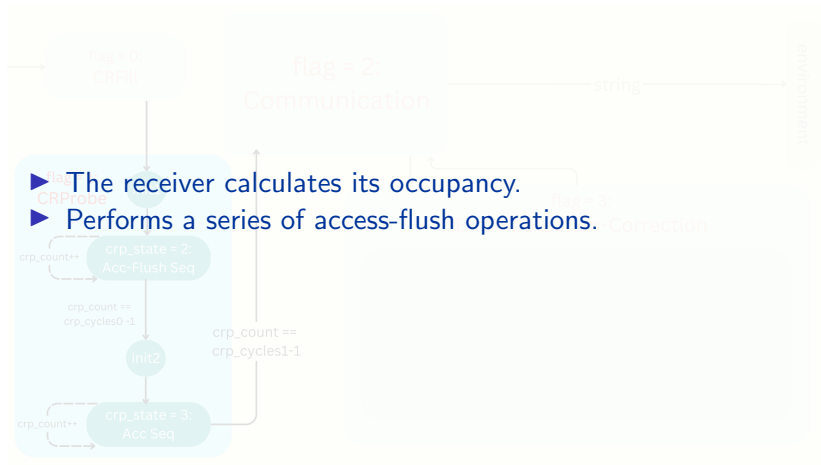 flag = 2:
Communication
string
environment
The receiver calculates its occupancy.
CRProbe
Performs a series of access-flush operations.
crp_state = 2:
crp_count++
Acc-Flush Seq
crp_count ==
crp_cycles0 -1
crp_count ==
crp_cycles1-1
Init2
crp_state = 3:
crp_count++
Acc Seq